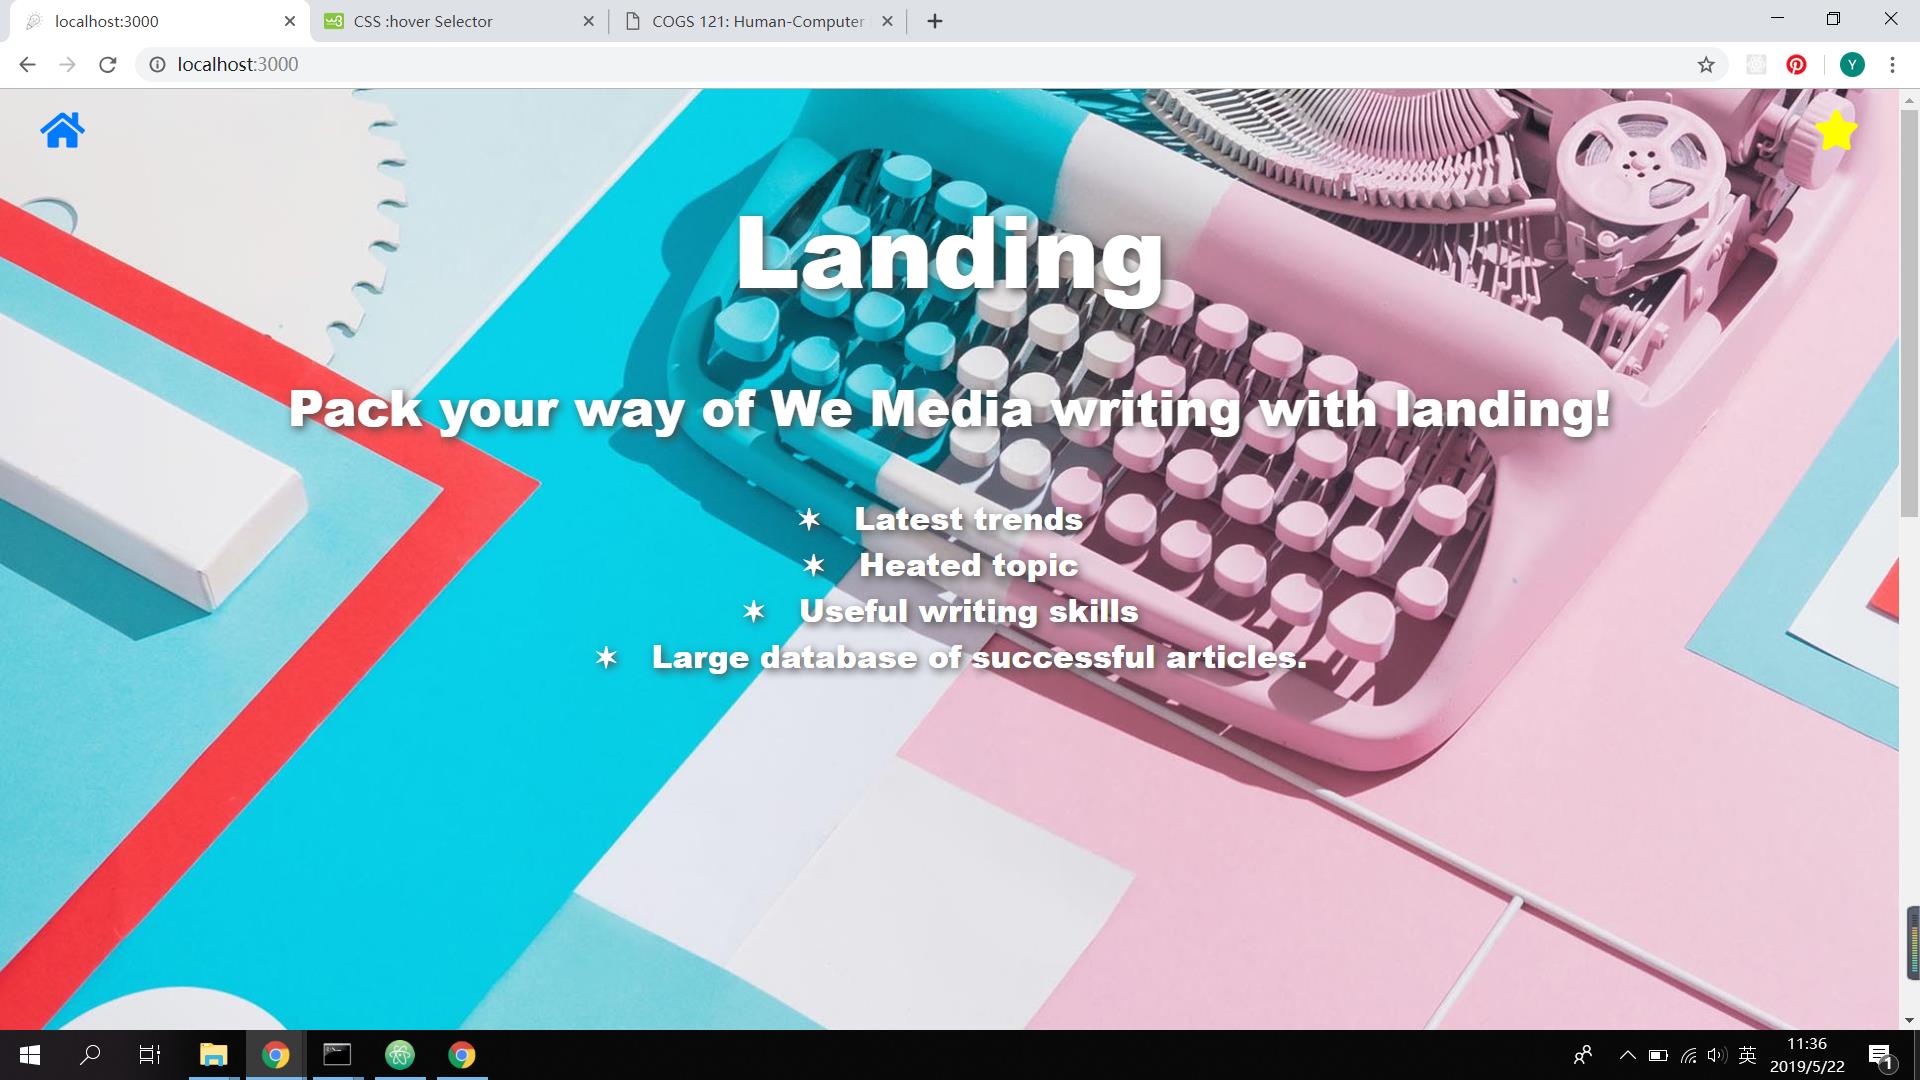 localhost:3000
CSS :hover Selector
COGS 121: Human-Computer
localhost:3000
Y
Landing
Pack your way of We Media writing with landing!
✶ Latest trends
✶ Heated topic
✶ Useful writing skills
✶ Large database of successful articles.
英
11:36
2019/5/22
1